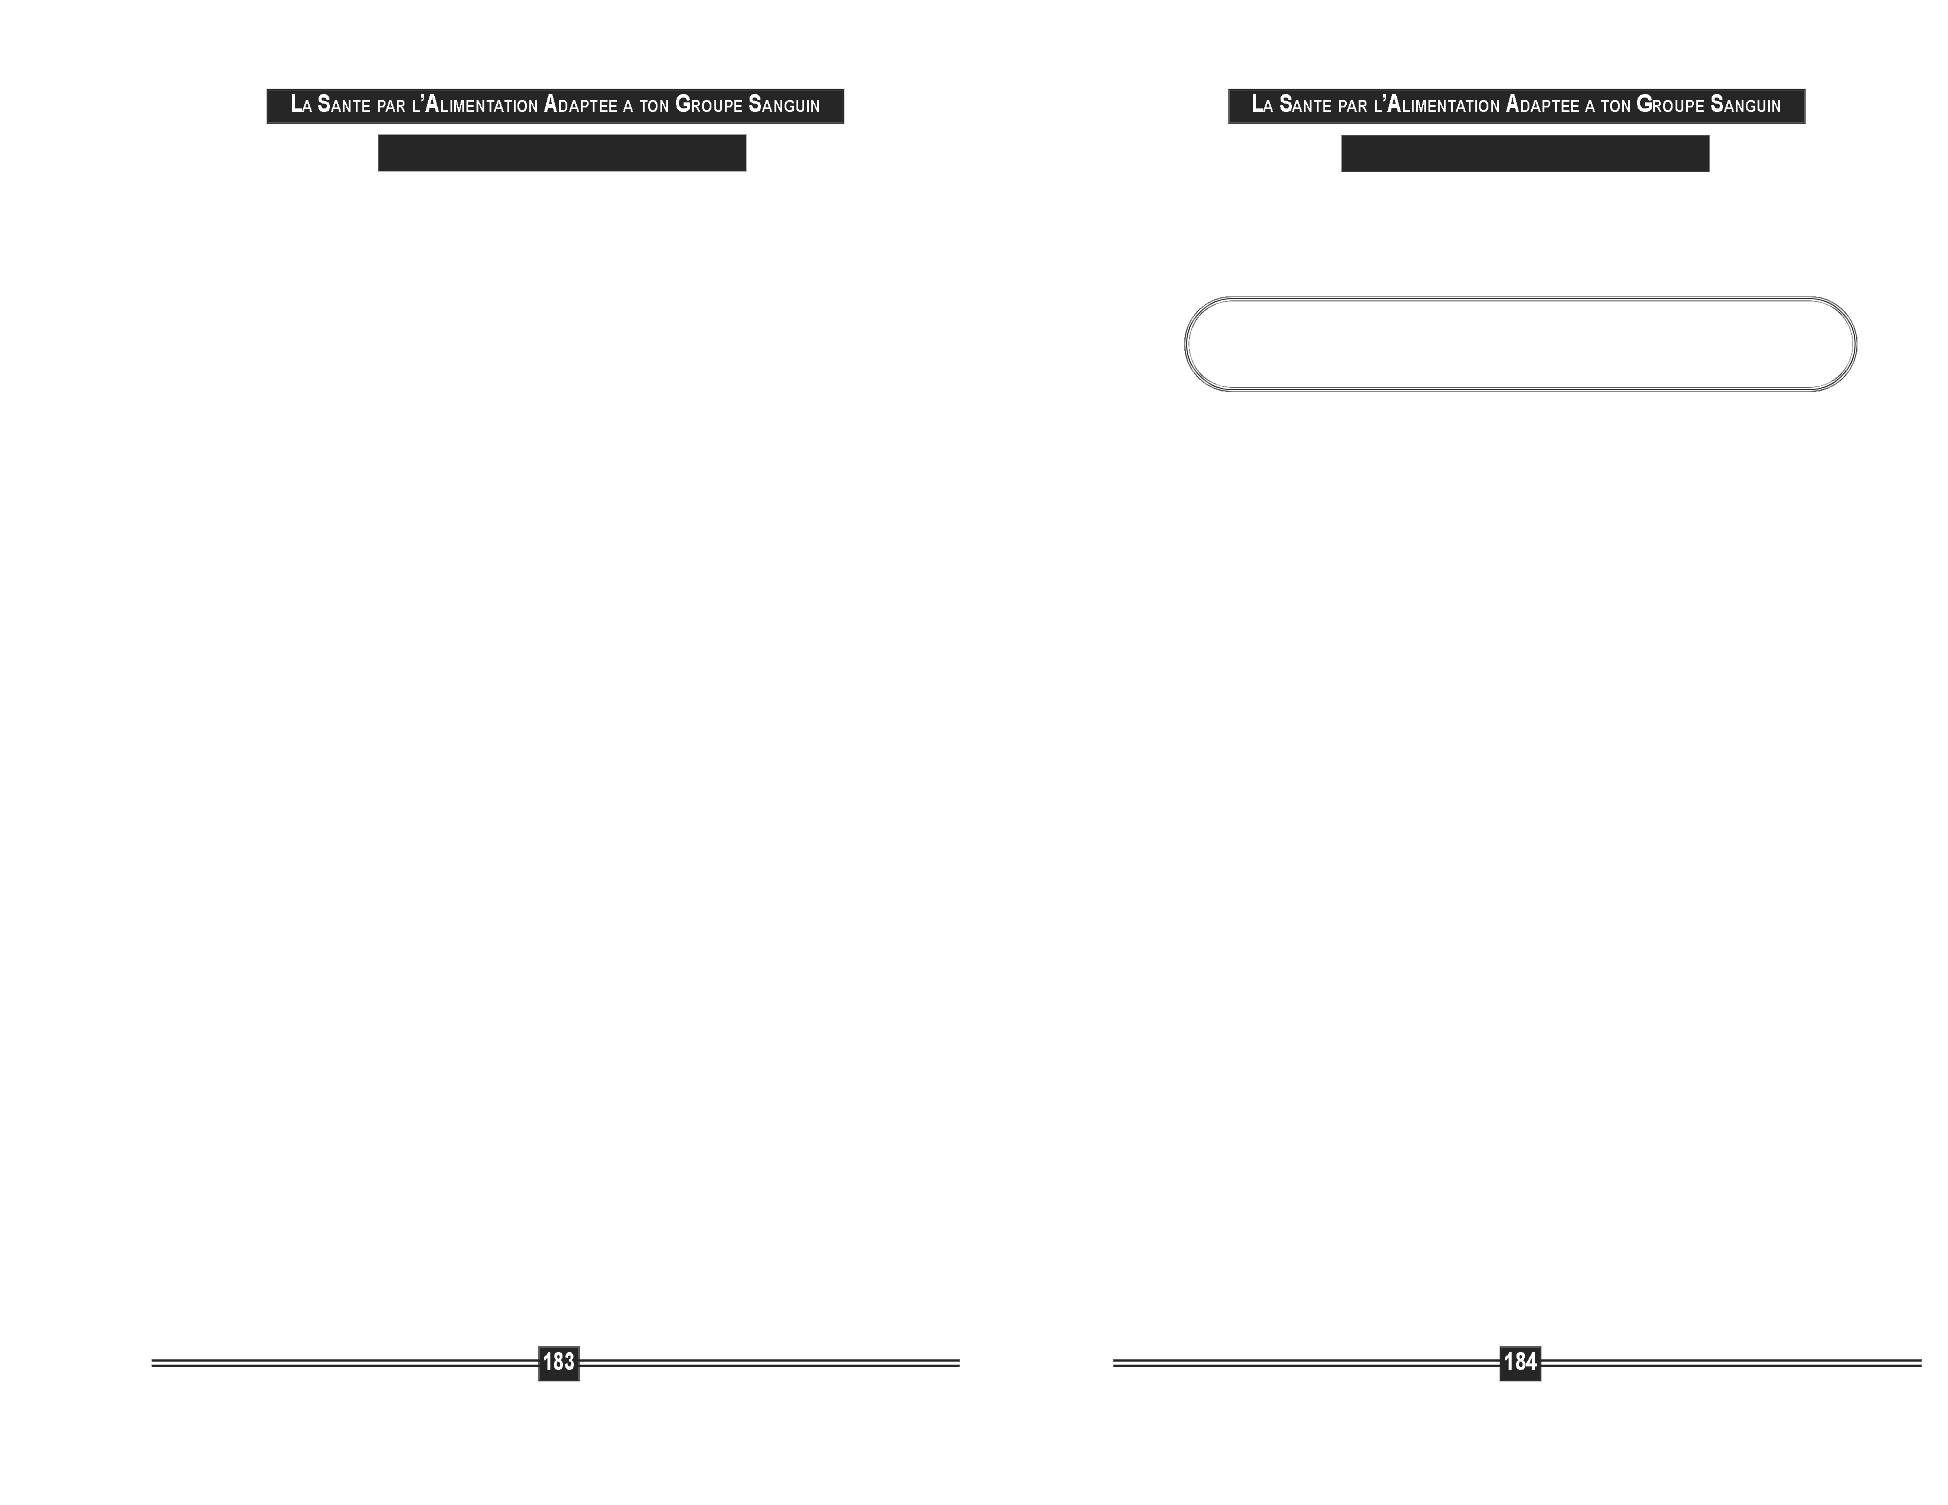 LA SANTE PAR L’ALIMENTATION ADAPTEE A TON GROUPE SANGUIN
183
LA SANTE PAR L’ALIMENTATION ADAPTEE A TON GROUPE SANGUIN
184